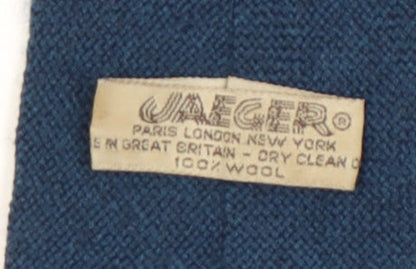 JAEGER®
PARIS LONDON NEW YORK
E IN GREAT BRITAIN - DRY CLEAN O
100% WOOL